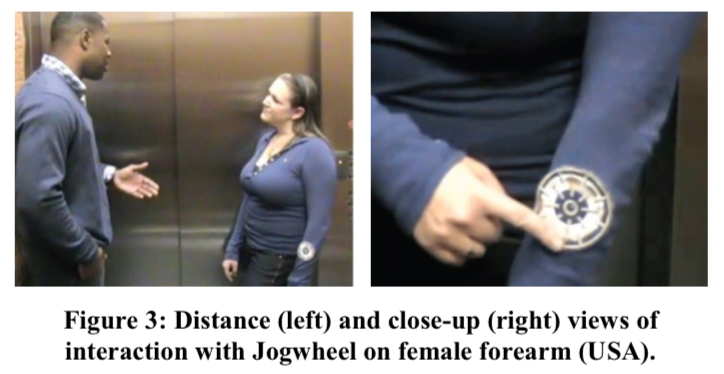 Figure 3: Distance (left) and close-up (right) views of
interaction with Jogwheel on female forearm (USA).